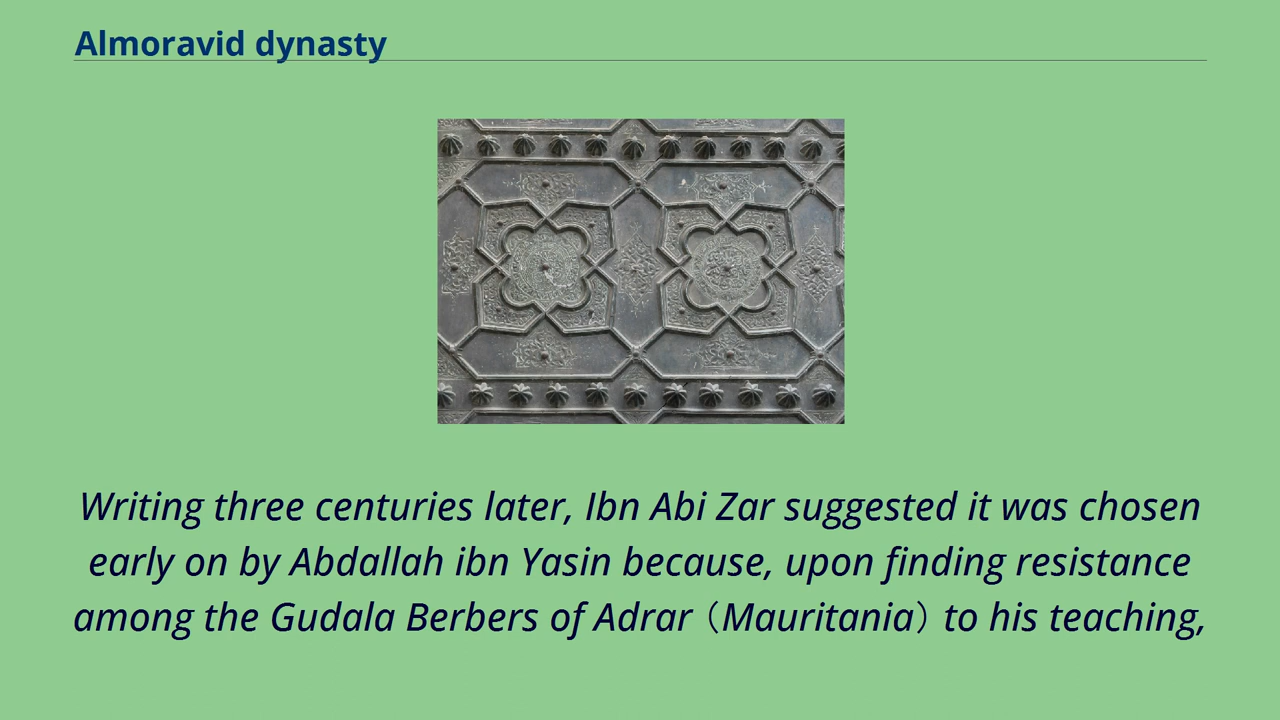 Almoravid dynasty
Writing three centuries later, Ibn Abi Zar suggested it was chosen
early on by Abdallah ibn Yasin because, upon finding resistance
among the Gudala Berbers of Adrar（Mauritania）to his teaching,